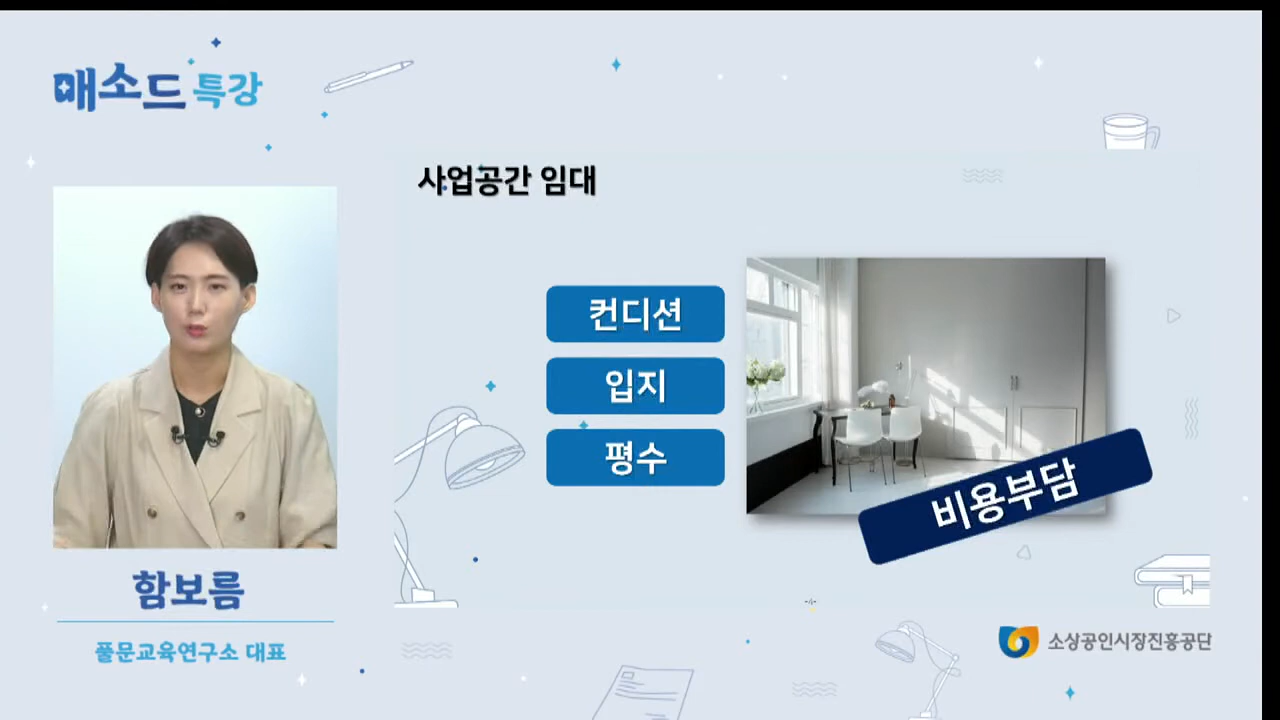 매소드 특강
사업공간 임대
컨디션
입지
평수
비용부담
함보름
풀문교육연구소 대표
소상공인시장진흥공단